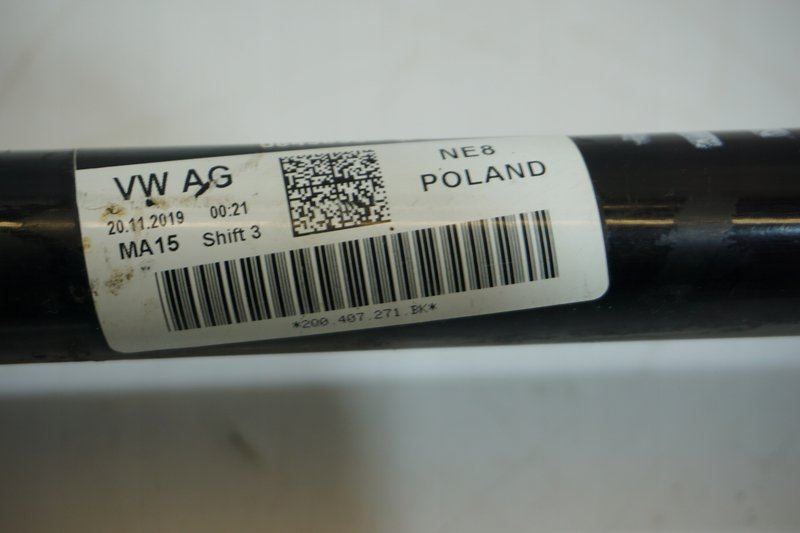 VW AG
20.11.2019 00:21
MA15 Shift 3
NE8
POLAND
*2Q0.407.271.BK*